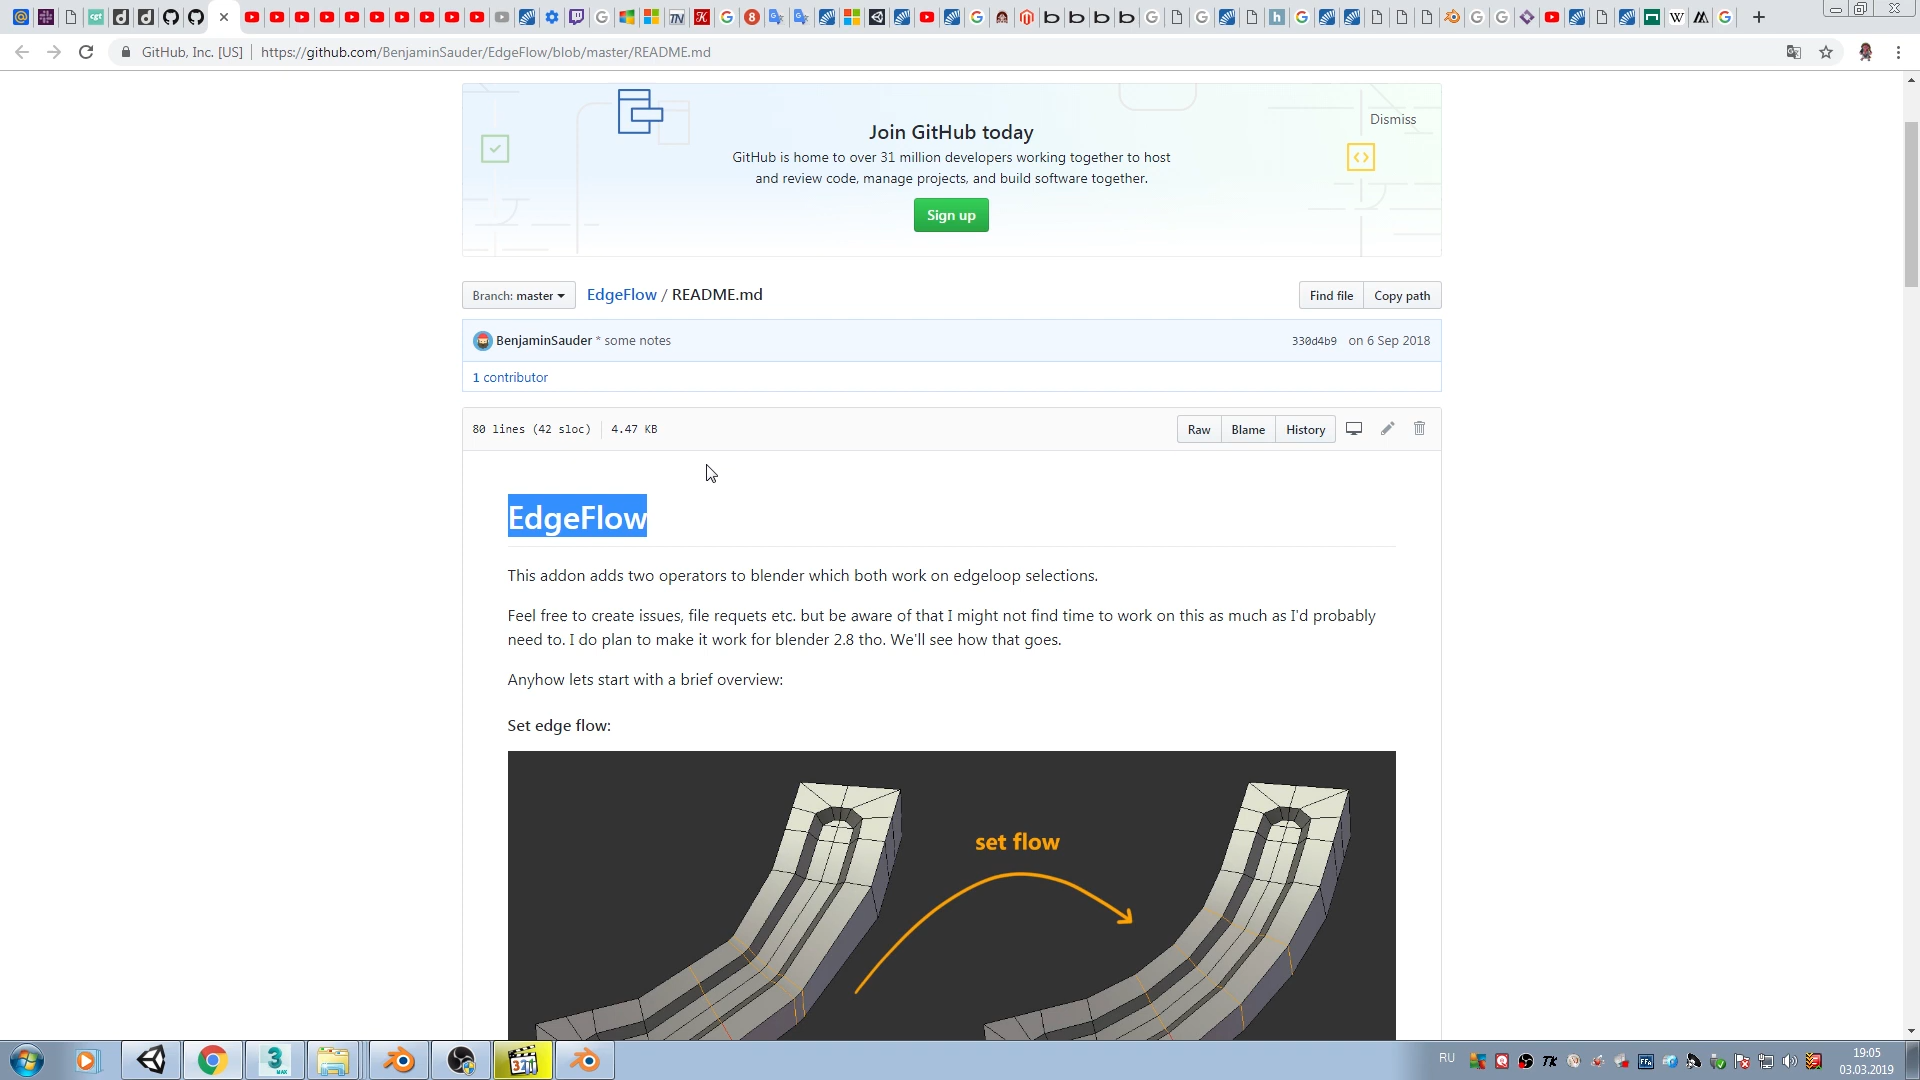 GitHub, Inc. [US] | https://github.com/BenjaminSauder/EdgeFlow/blob/master/README.md
Join GitHub today
Dismiss
GitHub is home to over 31 million developers working together to host
and review code, manage projects, and build software together.
Sign up
Branch: master
EdgeFlow / README.md
Find file
Copy path
BenjaminSauder * some notes
330d4b9 on 6 Sep 2018
1 contributor
80 lines (42 sloc) 4.47 KB
Raw
Blame
History
EdgeFlow
This addon adds two operators to blender which both work on edgeloop selections.
Feel free to create issues, file requets etc. but be aware of that I might not find time to work on this as much as I'd probably
need to. I do plan to make it work for blender 2.8 tho. We'll see how that goes.
Anyhow lets start with a brief overview:
Set edge flow:
set flow
RU
19:05
03.03.2019